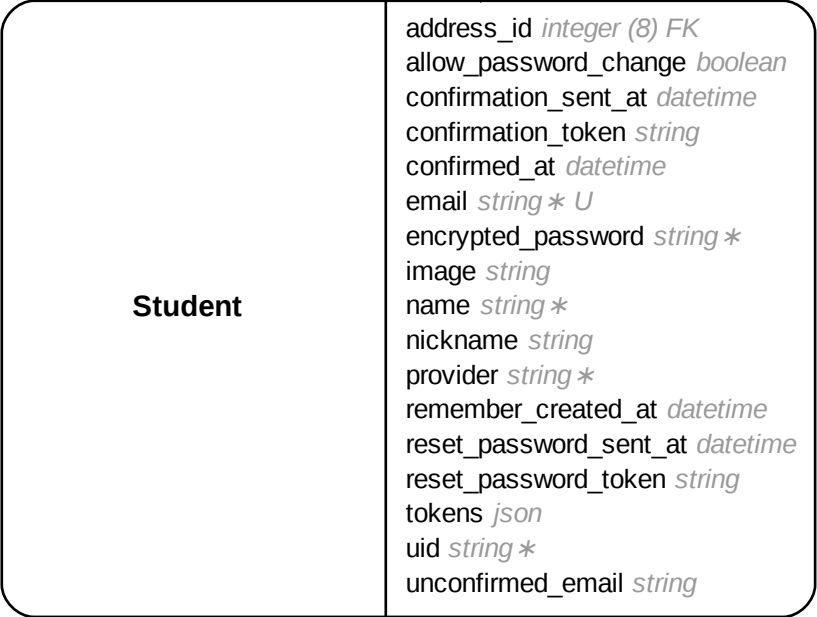 Student
address_id integer (8) FK
allow_password_change boolean
confirmation_sent_at datetime
confirmation_token string
confirmed_at datetime
email string∗ U
encrypted_password string∗
image string
name string∗
nickname string
provider string∗
remember_created_at datetime
reset_password_sent_at datetime
reset_password_token string
tokens json
uid string∗
unconfirmed_email string